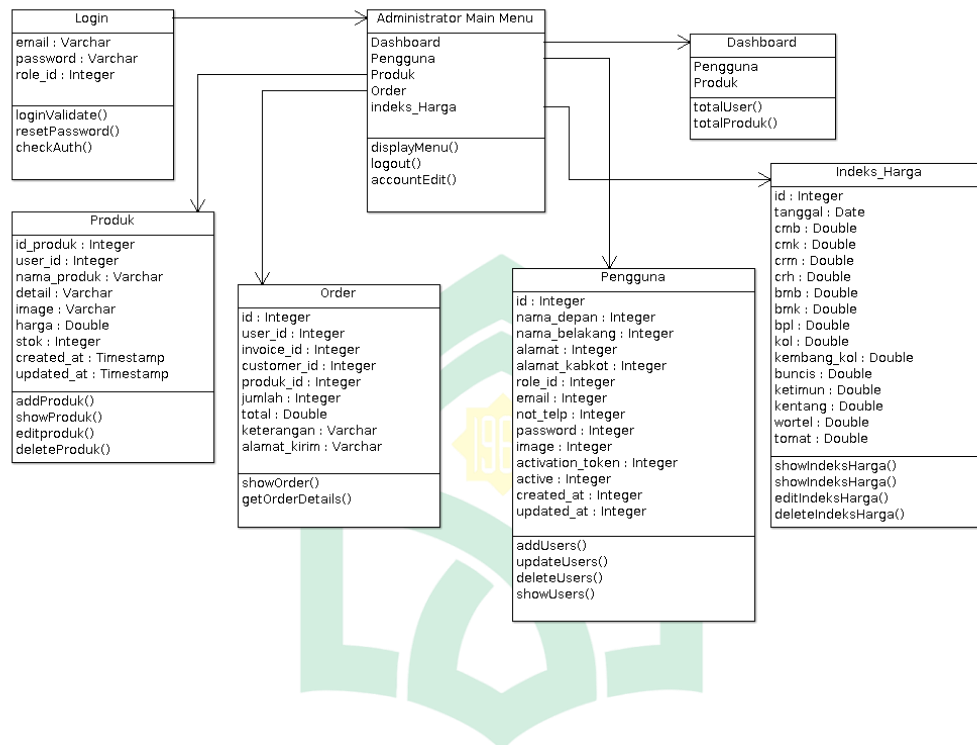 Login
email : Varchar
password : Varchar
role_id : Integer
loginValidate()
resetPassword()
checkAuth()
Administrator Main Menu
Dashboard
Pengguna
Produk
Order
indeks_Harga
displayMenu()
logout()
accountEdit()
Dashboard
Pengguna
Produk
totalUser()
totalProduk()
Indeks_Harga
id : Integer
tanggal : Date
cmb : Double
cmk : Double
crm : Double
crh : Double
bmb : Double
bmk : Double
bpl : Double
kol : Double
kembang_kol : Double
buncis : Double
ketimun : Double
kentang : Double
wortel : Double
tomat : Double
showIndeksHarga()
showIndeksHarga()
editIndeksHarga()
deleteIndeksHarga()
Produk
id_produk : Integer
user_id : Integer
nama_produk : Varchar
detail : Varchar
image : Varchar
harga : Double
stok : Integer
created_at : Timestamp
updated_at : Timestamp
addProduk()
showProduk()
editproduk()
deleteProduk()
Order
id : Integer
user_id : Integer
invoice_id : Integer
customer_id : Integer
produk_id : Integer
jumlah : Integer
total : Double
keterangan : Varchar
alamat_kirim : Varchar
showOrder()
getOrderDetails()
Pengguna
id : Integer
nama_depan : Integer
nama_belakang : Integer
alamat : Integer
alamat_kabkot : Integer
role_id : Integer
email : Integer
not_telp : Integer
password : Integer
image : Integer
activation_token : Integer
active : Integer
created_at : Integer
updated_at : Integer
addUsers()
updateUsers()
deleteUsers()
showUsers()